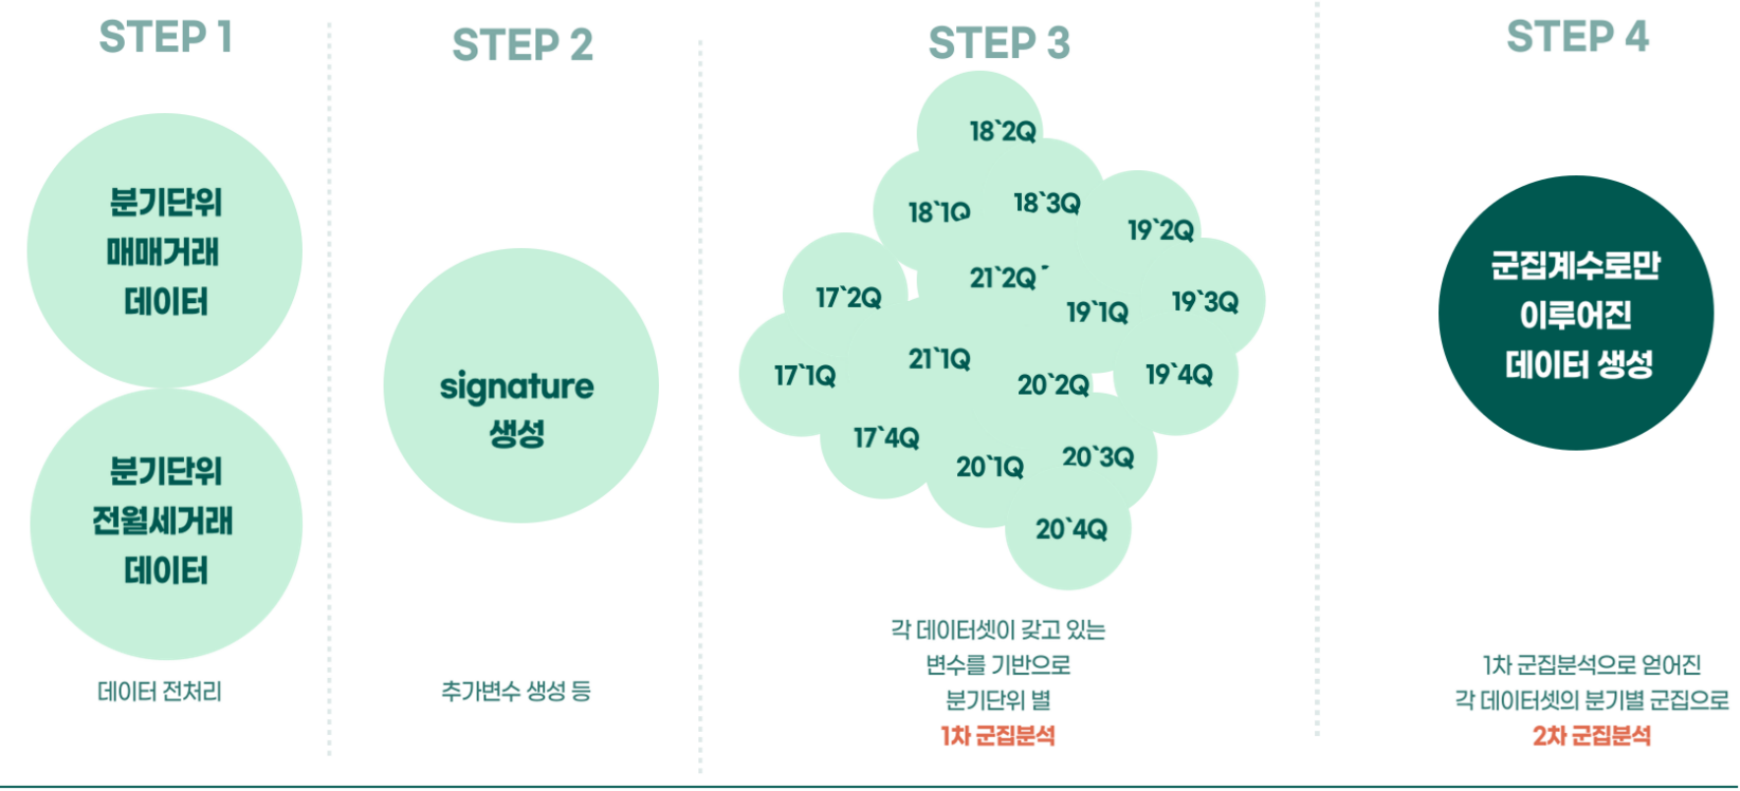 STEP 1
분기단위
매매거래
데이터
분기단위
전월세거래
데이터
데이터 전처리
STEP 2
signature
생성
추가변수 생성 등
STEP 3
18`2Q
18`1Q
18`3Q
19`2Q
17`2Q
21`2Q
19`1Q
19`3Q
17`1Q
21`1Q
20`2Q
19`4Q
17`4Q
20`1Q
20`3Q
20`4Q
각 데이터셋이 갖고 있는
변수를 기반으로
분기단위 별
1차 군집분석
STEP 4
군집계수로만
이루어진
데이터 생성
1차 군집분석으로 얻어진
각 데이터셋의 분기별 군집으로
2차 군집분석